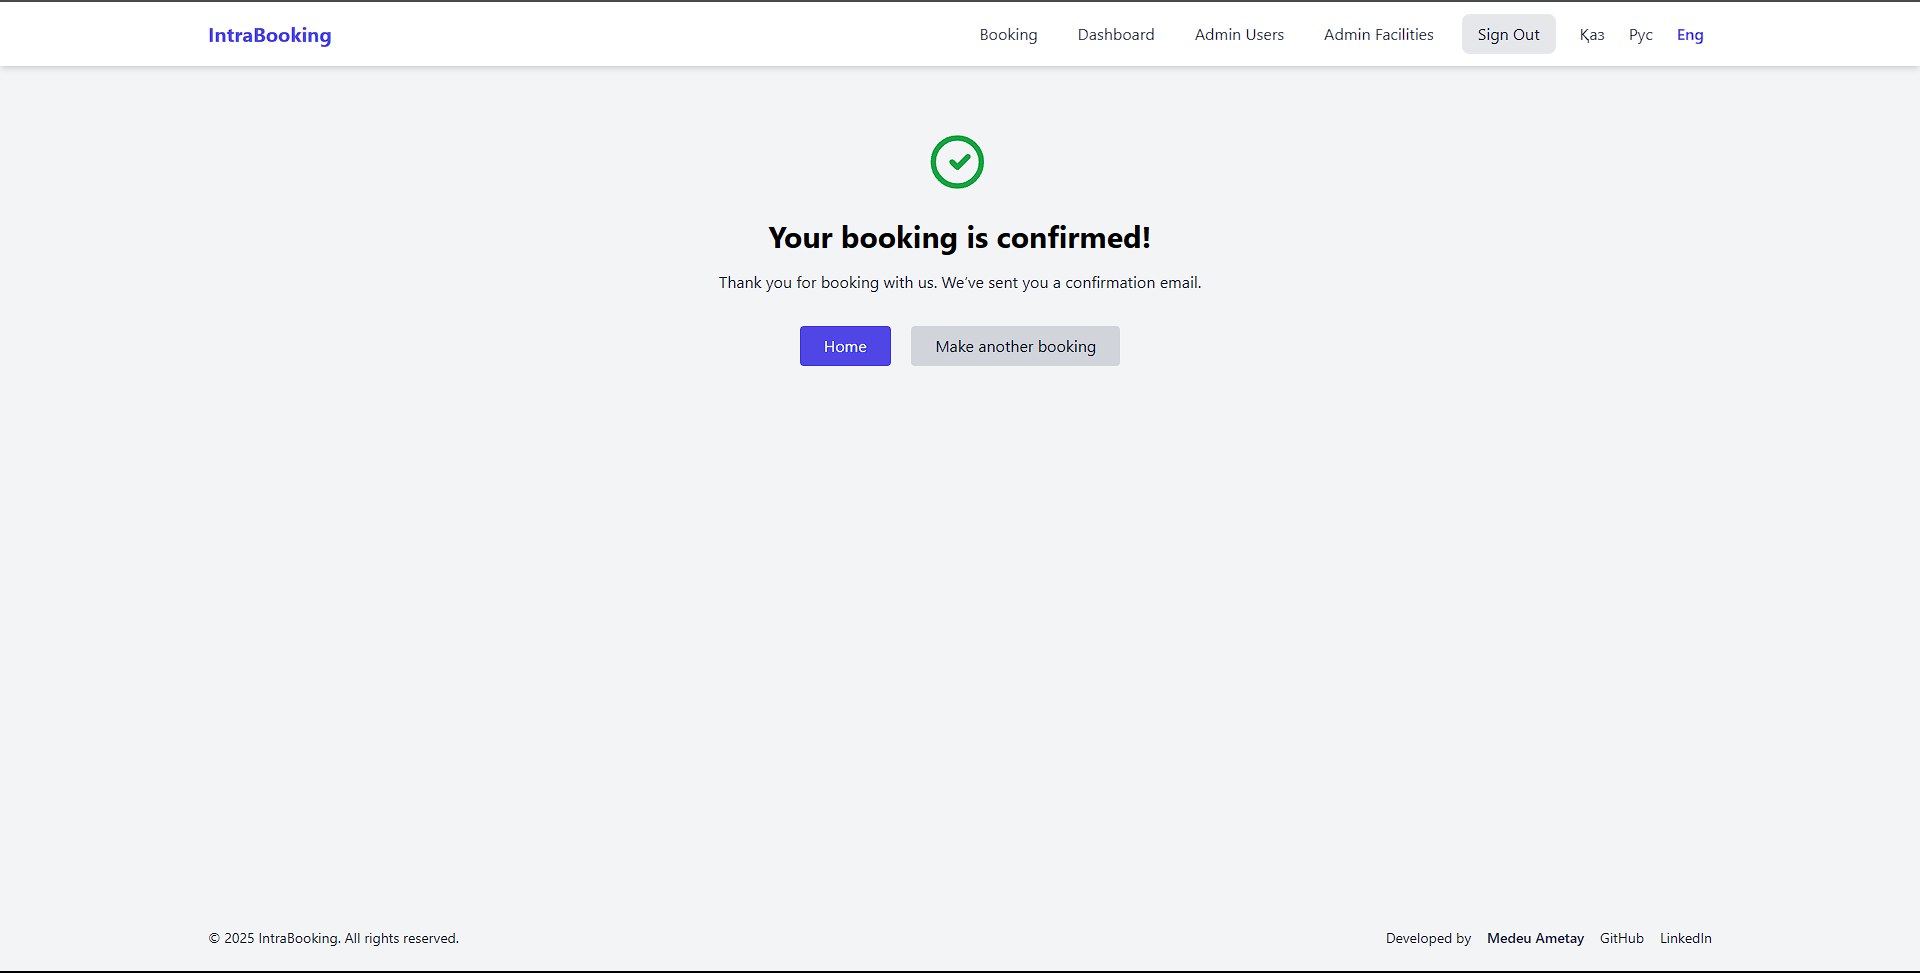 IntraBooking
Booking Dashboard Admin Users Admin Facilities Sign Out Қаз Рус Eng
Your booking is confirmed!
Thank you for booking with us. We’ve sent you a confirmation email.
Home Make another booking
© 2025 IntraBooking. All rights reserved.
Developed by Medeu Ametay GitHub LinkedIn